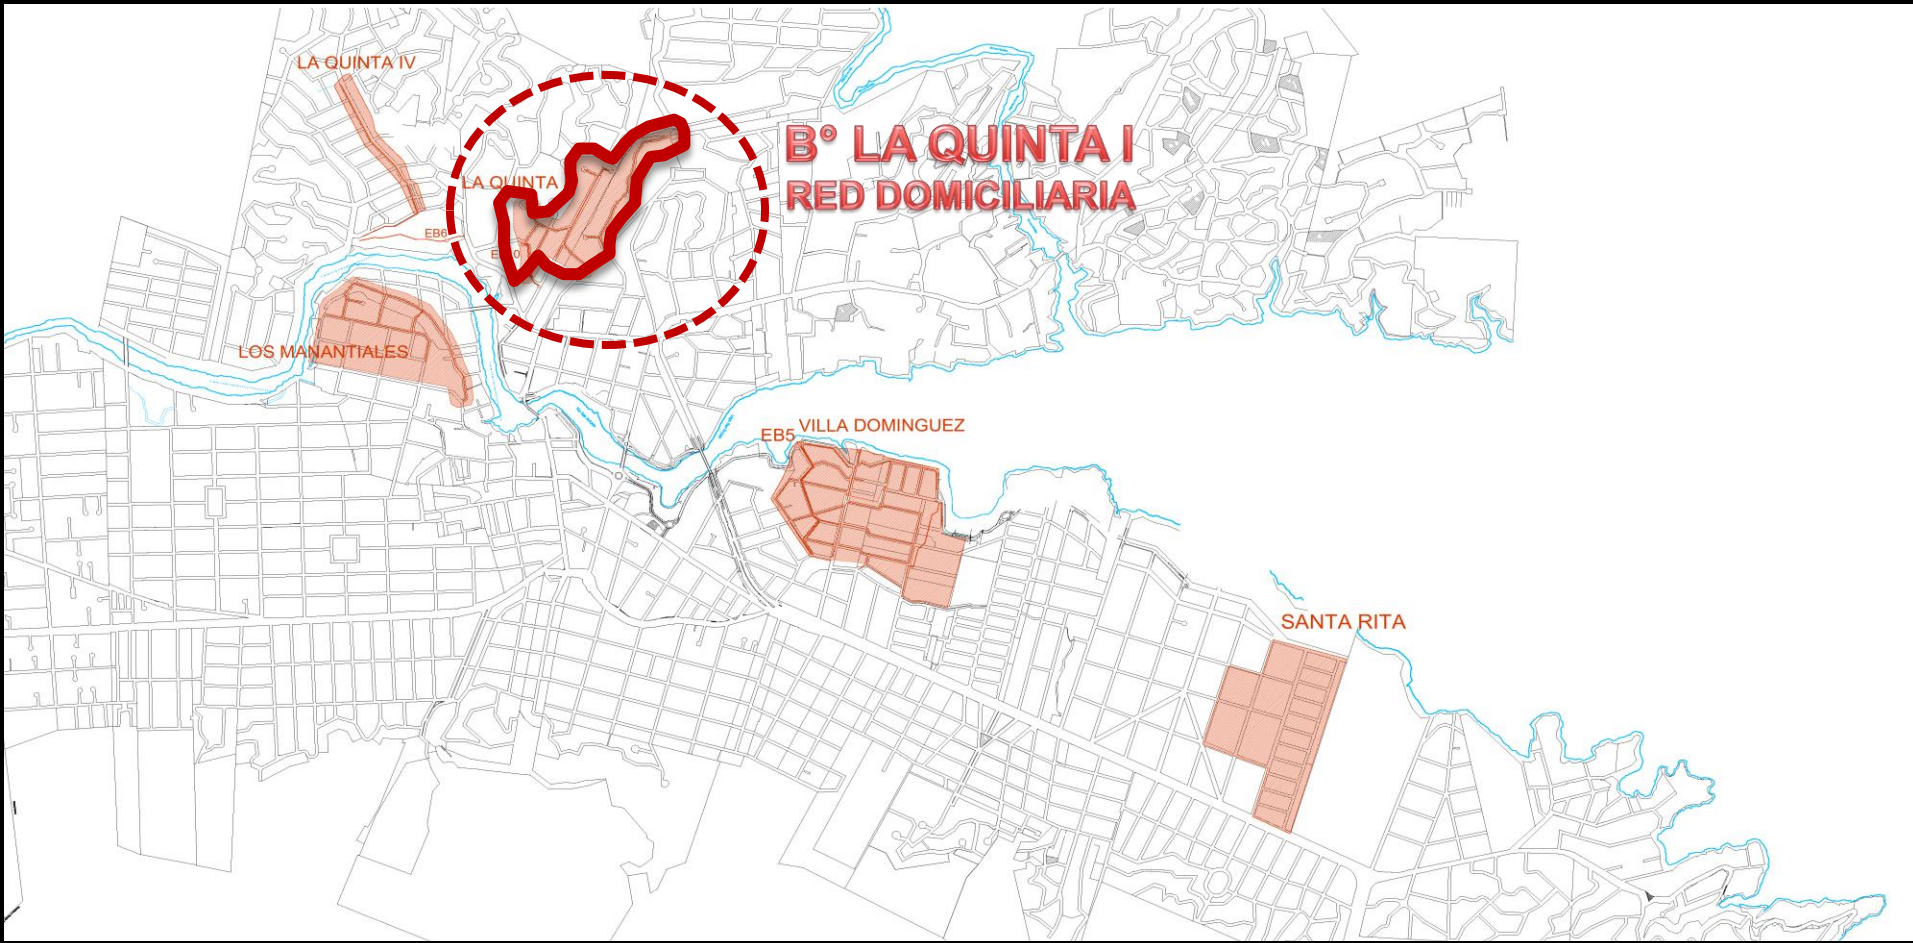 LA QUINTA IV
B° LA QUINTA I
RED DOMICILIARIA
LA QUINTA
EB6
LOS MANANTIALES
EB5
VILLA DOMINGUEZ
SANTA RITA